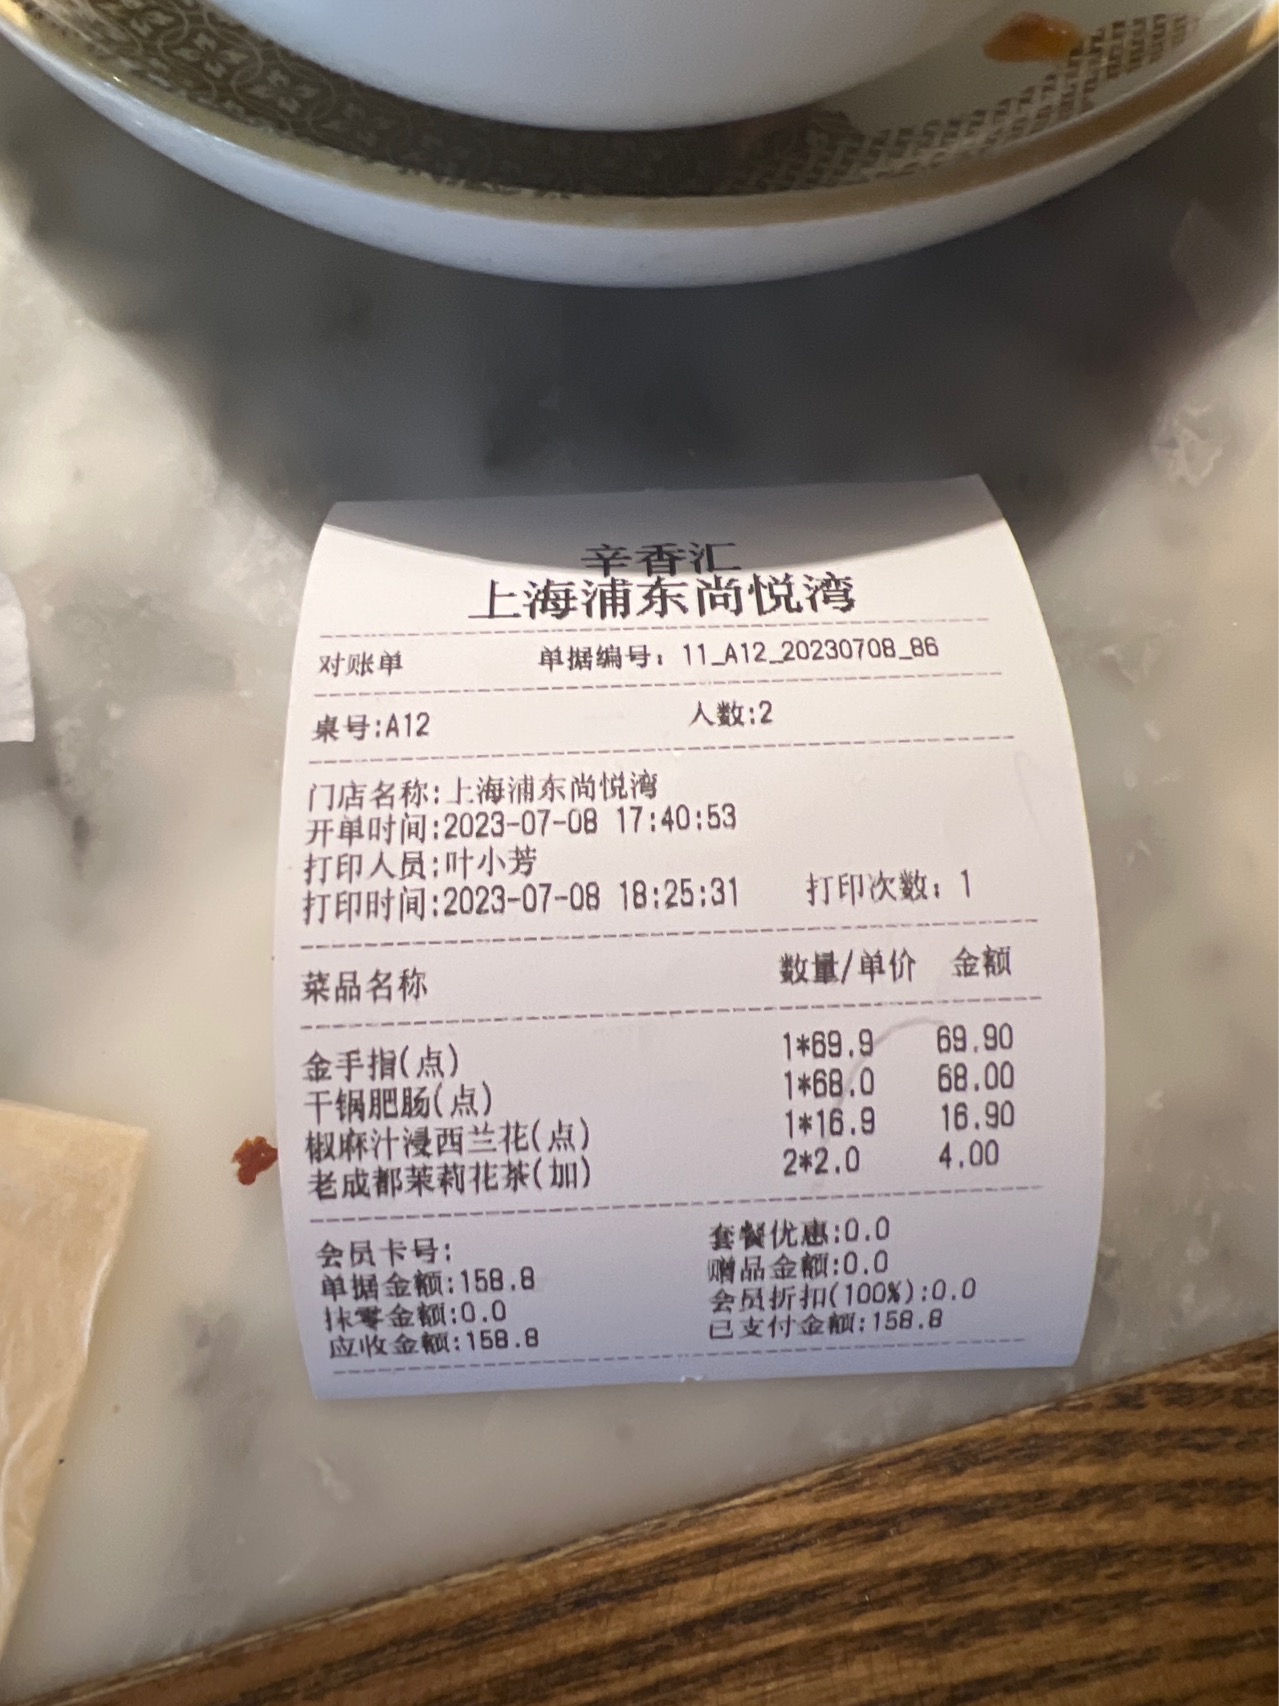 辛香汇
上海浦东尚悦湾
对账单 单据编号: 11_A12_20230708_86
桌号:A12 人数:2
门店名称:上海浦东尚悦湾
开单时间:2023-07-08 17:40:53
打印人员:叶小芳
打印时间:2023-07-08 18:25:31 打印次数: 1
菜品名称 数量/单价 金额
金手指(点) 1*69.9 69.90
干锅肥肠(点) 1*68.0 68.00
椒麻汁浸西兰花(点) 1*16.9 16.90
老成都茉莉花茶(加) 2*2.0 4.00
会员卡号: 套餐优惠:0.0
单据金额:158.8 赠品金额:0.0
抹零金额:0.0 会员折扣(100%):0.0
应收金额:158.8 已支付金额:158.8